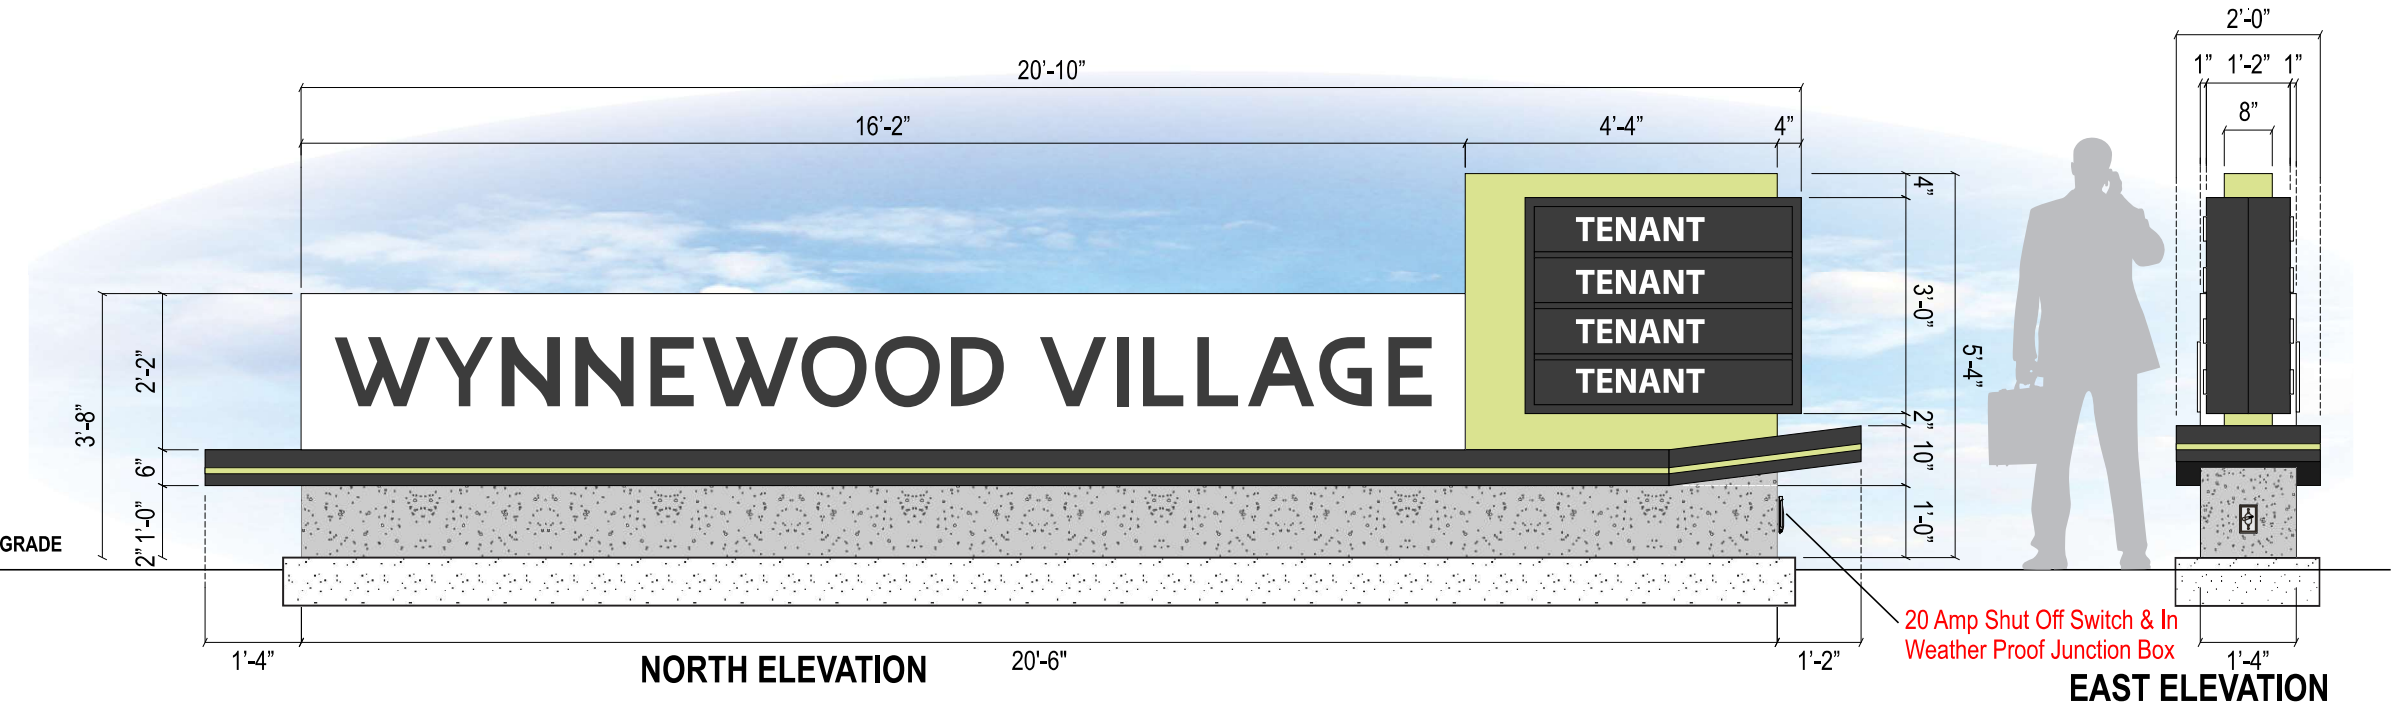 20’-10”
16’-2”
4’-4”
4”
2’-0”
1”
1’-2”
1”
8”
WYNNEWOOD VILLAGE
TENANT
TENANT
TENANT
TENANT
4”
3’-0”
5’-4”
2”
10”
1’-0”
3’-8”
2’-2”
6”
1’-0”
2”
GRADE
20 Amp Shut Off Switch & In
Weather Proof Junction Box
1’-4”
NORTH ELEVATION
20'-6"
1’-2”
1’-4”
EAST ELEVATION